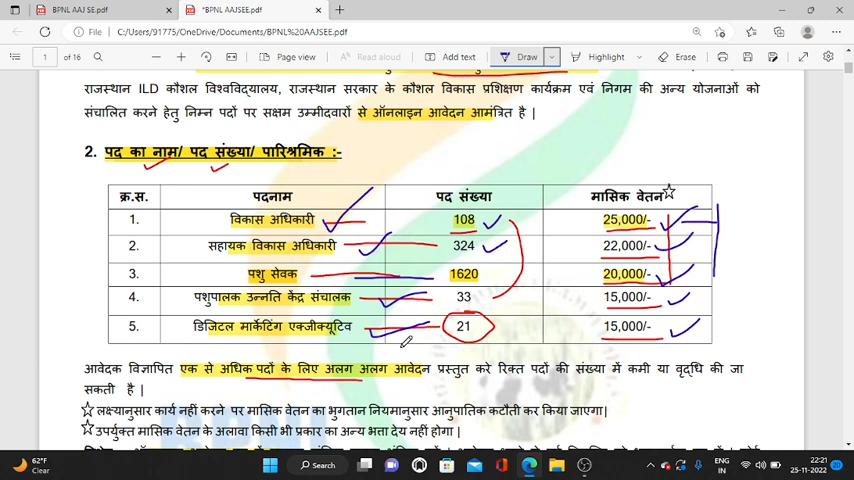 BPNL AAJ SE.pdf
*BPNL AAJSEE.pdf
File
C:/Users/91775/OneDrive/Documents/BPNL%20AAJSEE.pdf
1
of 16
Page view
Read aloud
Add text
Draw
Highlight
Erase
राजस्थान ILD कौशल विश्वविद्यालय, राजस्थान सरकार के कौशल विकास प्रशिक्षण कार्यक्रम एवं निगम की अन्य योजनाओं को
संचालित करने हेतु निम्न पदों पर सक्षम उम्मीदवारों से ऑनलाइन आवेदन आमंत्रित है |
2. पद का नाम/ पद संख्या/ पारिश्रमिक :-
क्र.स. पदनाम पद संख्या मासिक वेतन☆
1. विकास अधिकारी 108 25,000/-
2. सहायक विकास अधिकारी 324 22,000/-
3. पशु सेवक 1620 20,000/-
4. पशुपालक उन्नति केंद्र संचालक 33 15,000/-
5. डिजिटल मार्केटिंग एक्जीक्यूटिव 21 15,000/-
आवेदक विज्ञापित एक से अधिक पदों के लिए अलग अलग आवेदन प्रस्तुत करे रिक्त पदों की संख्या में कमी या वृद्धि की जा
सकती है |
☆लक्ष्यानुसार कार्य नहीं करने पर मासिक वेतन का भुगतान नियमानुसार आनुपातिक कटौती कर किया जाएगा|
☆उपर्युक्त मासिक वेतन के अलावा किसी भी प्रकार का अन्य भत्ता देय नहीं होगा |
BPNL
62°F
Clear
Search
ENG
IN
22:21
25-11-2022